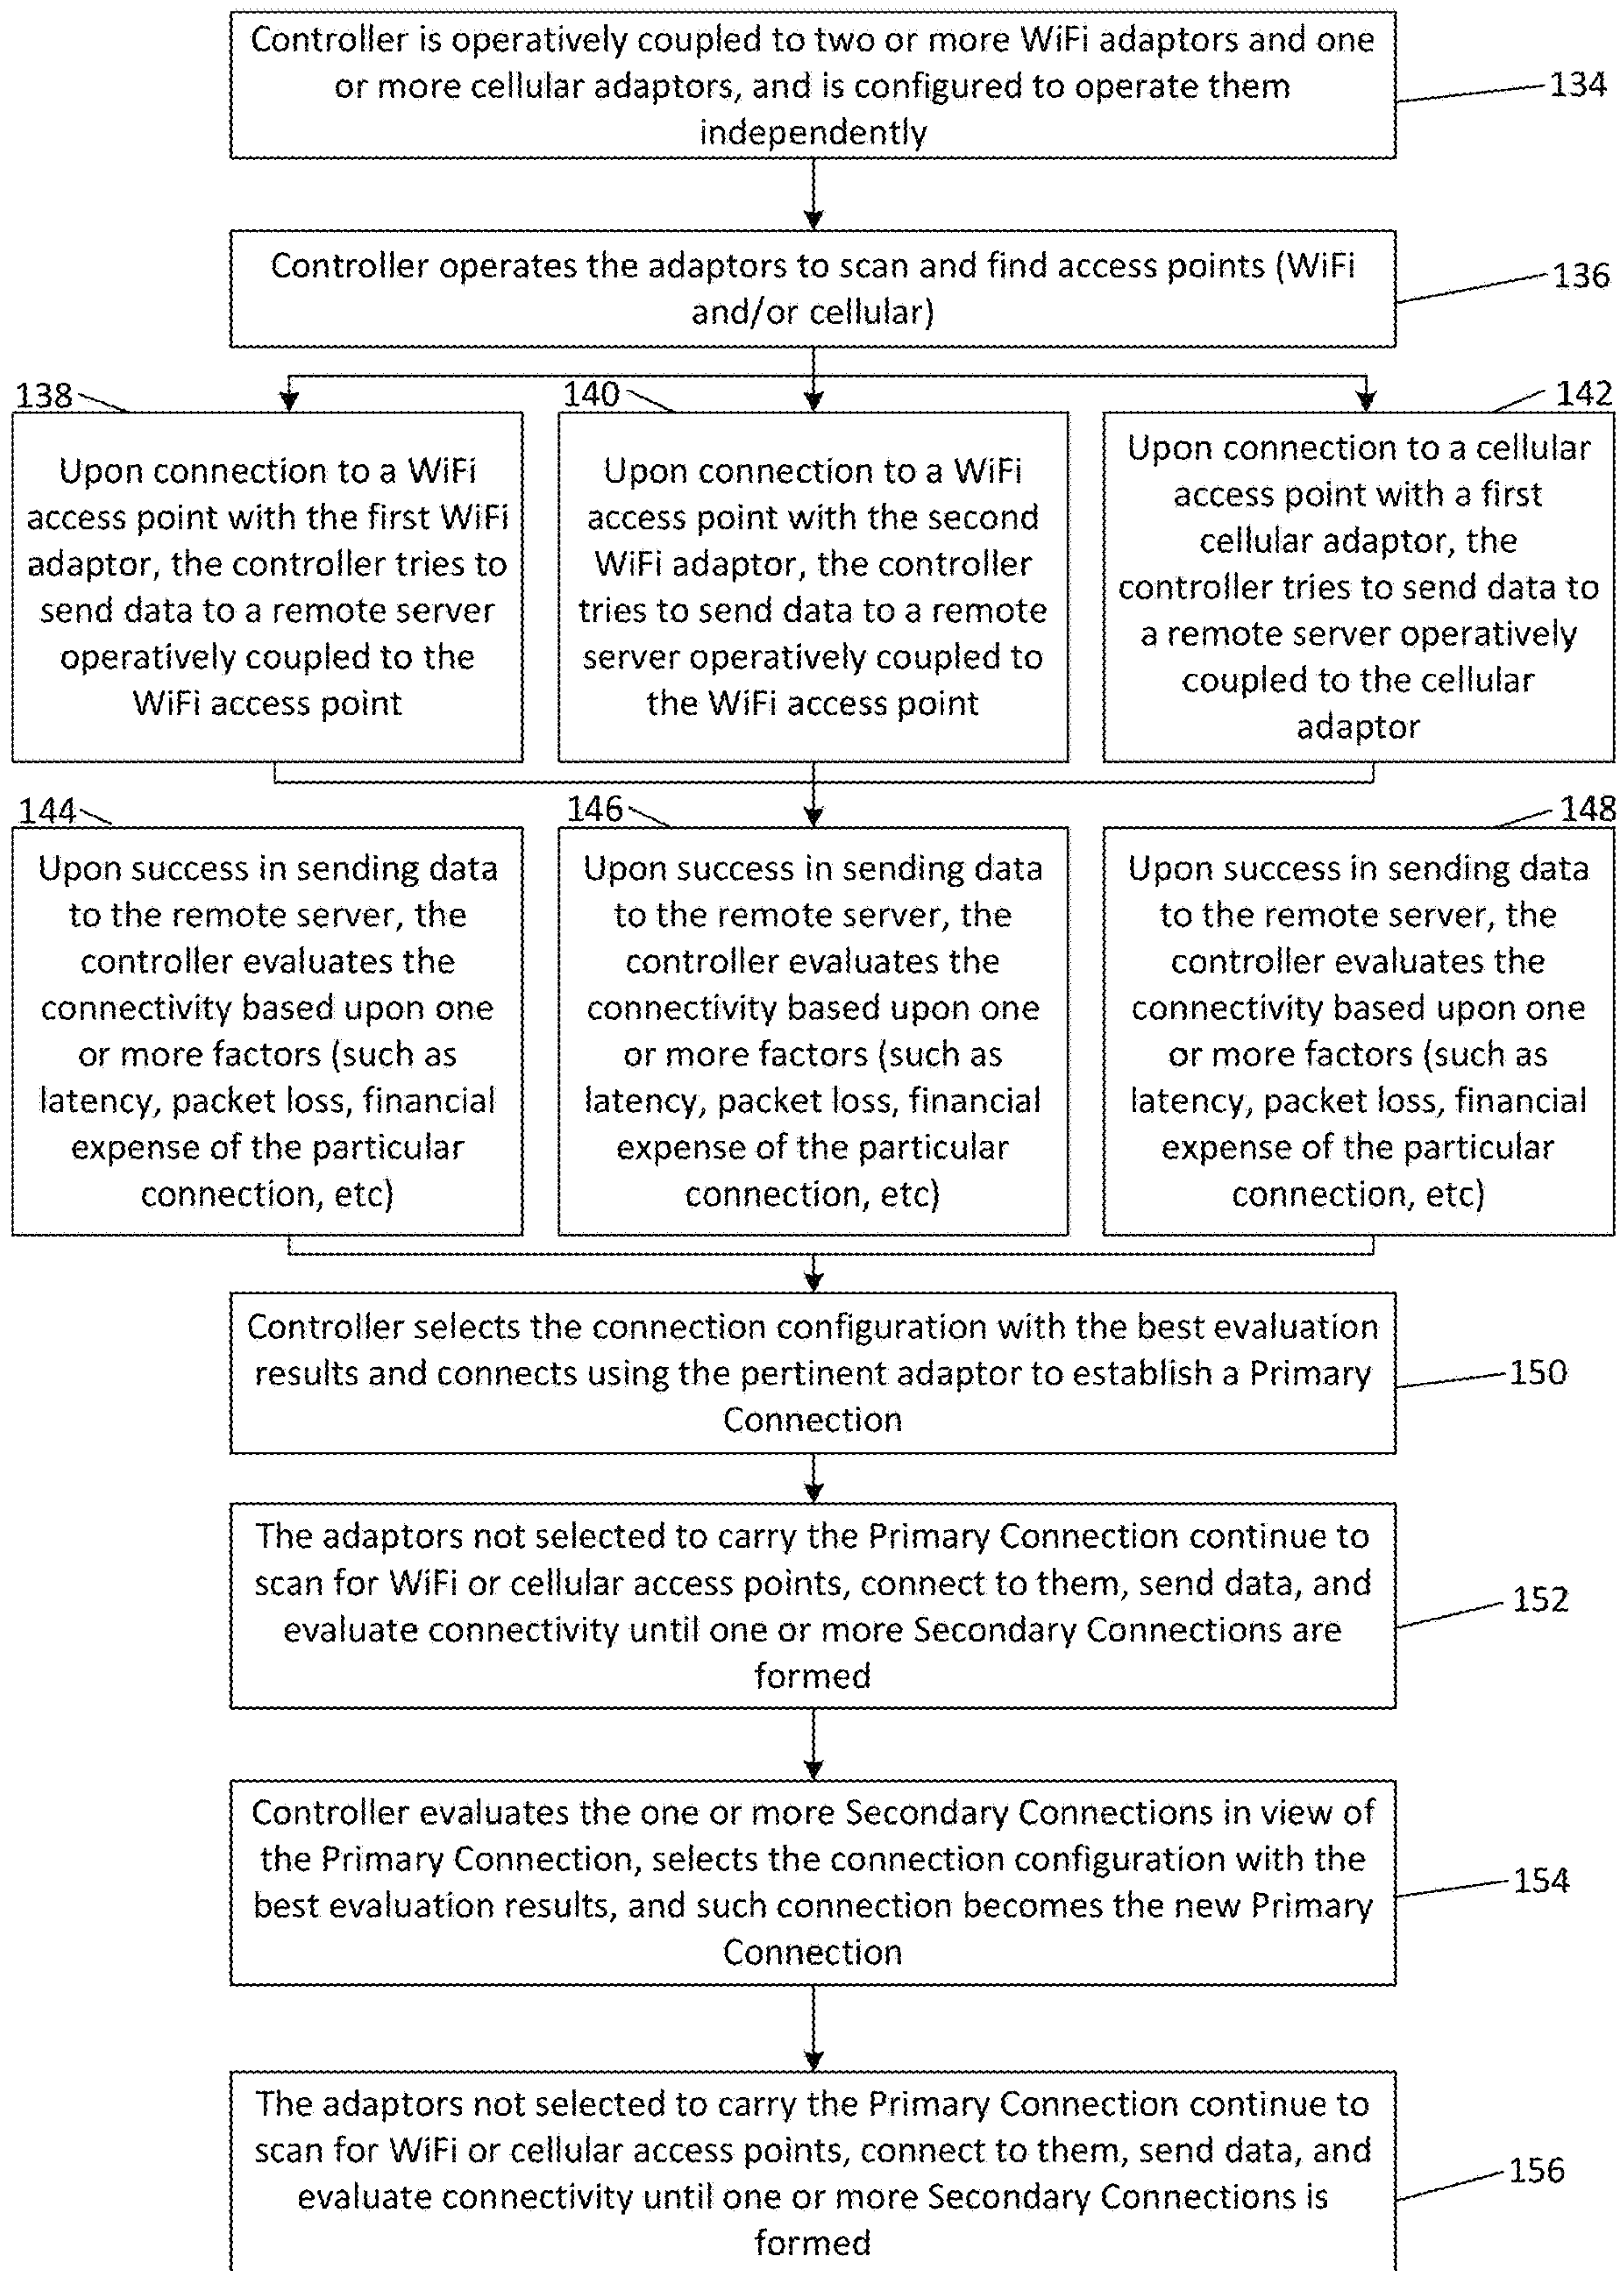 Controller is operatively coupled to two or more WiFi adaptors and one
or more cellular adaptors, and is configured to operate them
independently
134
Controller operates the adaptors to scan and find access points (WiFi
and/or cellular)
136
138
Upon connection to a WiFi
access point with the first WiFi
adaptor, the controller tries to
send data to a remote server
operatively coupled to the
WiFi access point
140
Upon connection to a WiFi
access point with the second
WiFi adaptor, the controller
tries to send data to a remote
server operatively coupled to
the WiFi access point
142
Upon connection to a cellular
access point with a first
cellular adaptor, the
controller tries to send data to
a remote server operatively
coupled to the cellular
adaptor
144
Upon success in sending data
to the remote server, the
controller evaluates the
connectivity based upon one
or more factors (such as
latency, packet loss, financial
expense of the particular
connection, etc)
146
Upon success in sending data
to the remote server, the
controller evaluates the
connectivity based upon one
or more factors (such as
latency, packet loss, financial
expense of the particular
connection, etc)
148
Upon success in sending data
to the remote server, the
controller evaluates the
connectivity based upon one
or more factors (such as
latency, packet loss, financial
expense of the particular
connection, etc)
Controller selects the connection configuration with the best evaluation
results and connects using the pertinent adaptor to establish a Primary
Connection
150
The adaptors not selected to carry the Primary Connection continue to
scan for WiFi or cellular access points, connect to them, send data, and
evaluate connectivity until one or more Secondary Connections are
formed
152
Controller evaluates the one or more Secondary Connections in view of
the Primary Connection, selects the connection configuration with the
best evaluation results, and such connection becomes the new Primary
Connection
154
The adaptors not selected to carry the Primary Connection continue to
scan for WiFi or cellular access points, connect to them, send data, and
evaluate connectivity until one or more Secondary Connections is
formed
156